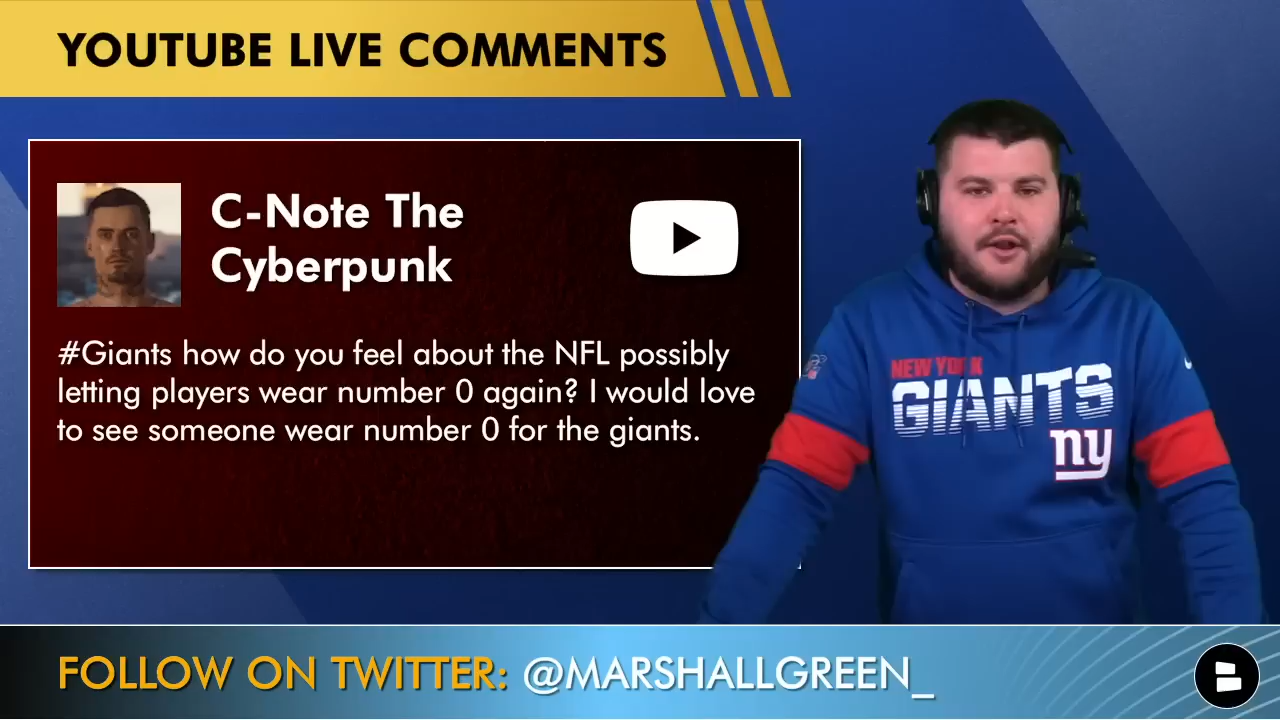 YOUTUBE LIVE COMMENTS
C-Note The
Cyberpunk
#Giants how do you feel about the NFL possibly
letting players wear number 0 again? I would love
to see someone wear number 0 for the giants.
NEW YORK
GIANTS
ny
FOLLOW ON TWITTER: @MARSHALLGREEN_